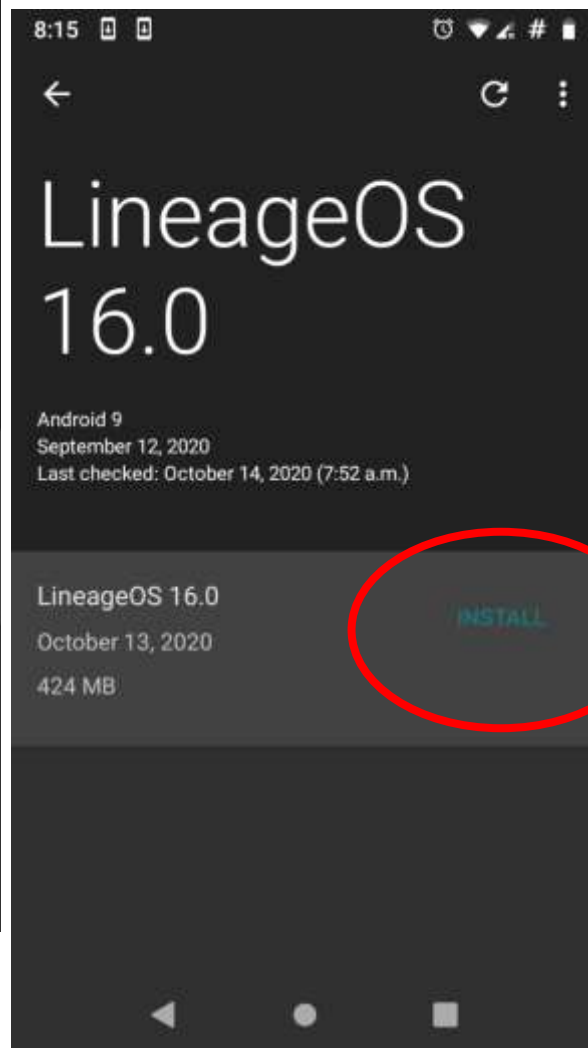 8:15
#
LineageOS
16.0
Android 9
September 12, 2020
Last checked: October 14, 2020 (7:52 a.m.)
LineageOS 16.0
INSTALL
October 13, 2020
424 MB